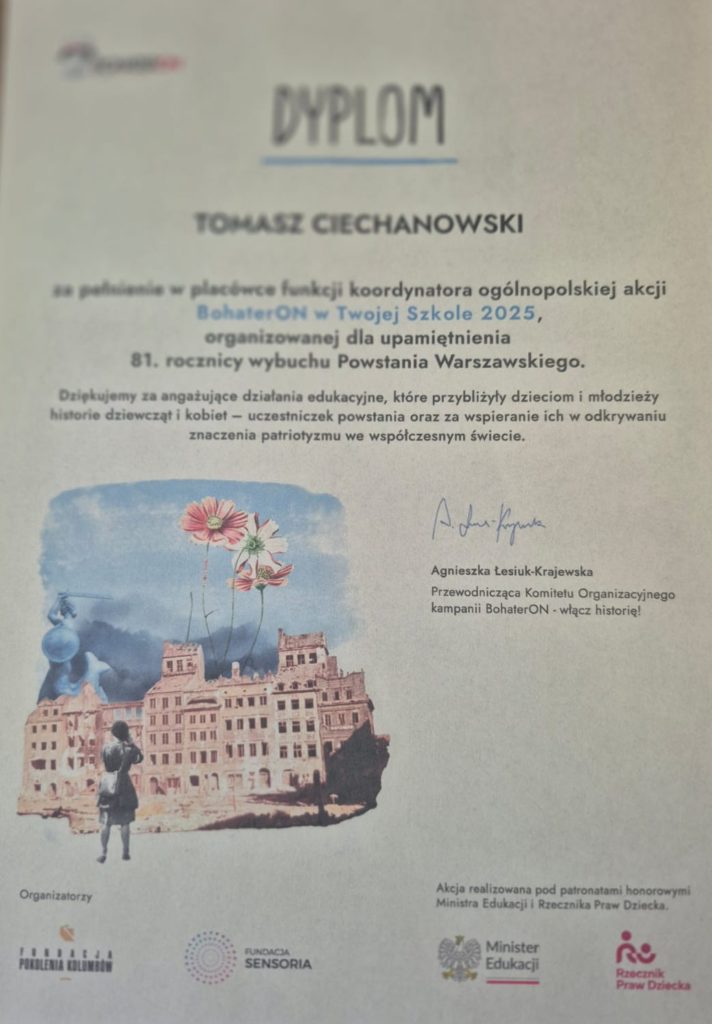 DYPLOM
TOMASZ CIECHANOWSKI
za pełnienie w placówce funkcji koordynatora ogólnopolskiej akcji
BohaterON w Twojej Szkole 2025,
organizowanej dla upamiętnienia
81. rocznicy wybuchu Powstania Warszawskiego.
Dziękujemy za angażujące działania edukacyjne, które przybliżyły dzieciom i młodzieży
historie dziewcząt i kobiet – uczestniczek powstania oraz za wspieranie ich w odkrywaniu
znaczenia patriotyzmu we współczesnym świecie.
Agnieszka Łesiuk-Krajewska
Przewodnicząca Komitetu Organizacyjnego
kampanii BohaterON - włącz historię!
Organizatorzy
Akcja realizowana pod patronatami honorowymi
Ministra Edukacji i Rzecznika Praw Dziecka.
FUNDACJA
POKOLENIA KOLUMBÓW
FUNDACJA
SENSORIA
Minister
Edukacji
Rzecznik
Praw Dziecka